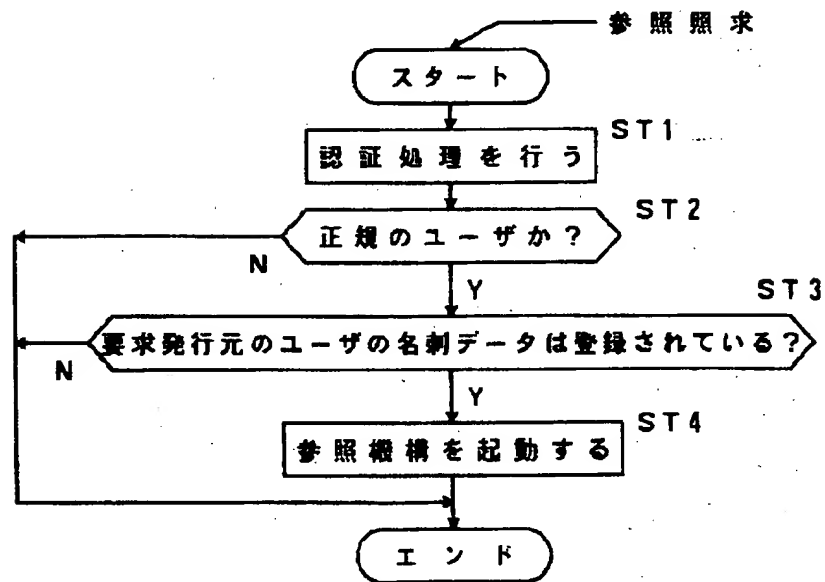 参照照求
スタート
ST1
認証処理を行う
ST2
正規のユーザか？
N
Y
ST3
要求発行元のユーザの名刺データは登録されている？
N
Y
ST4
参照機構を起動する
エンド